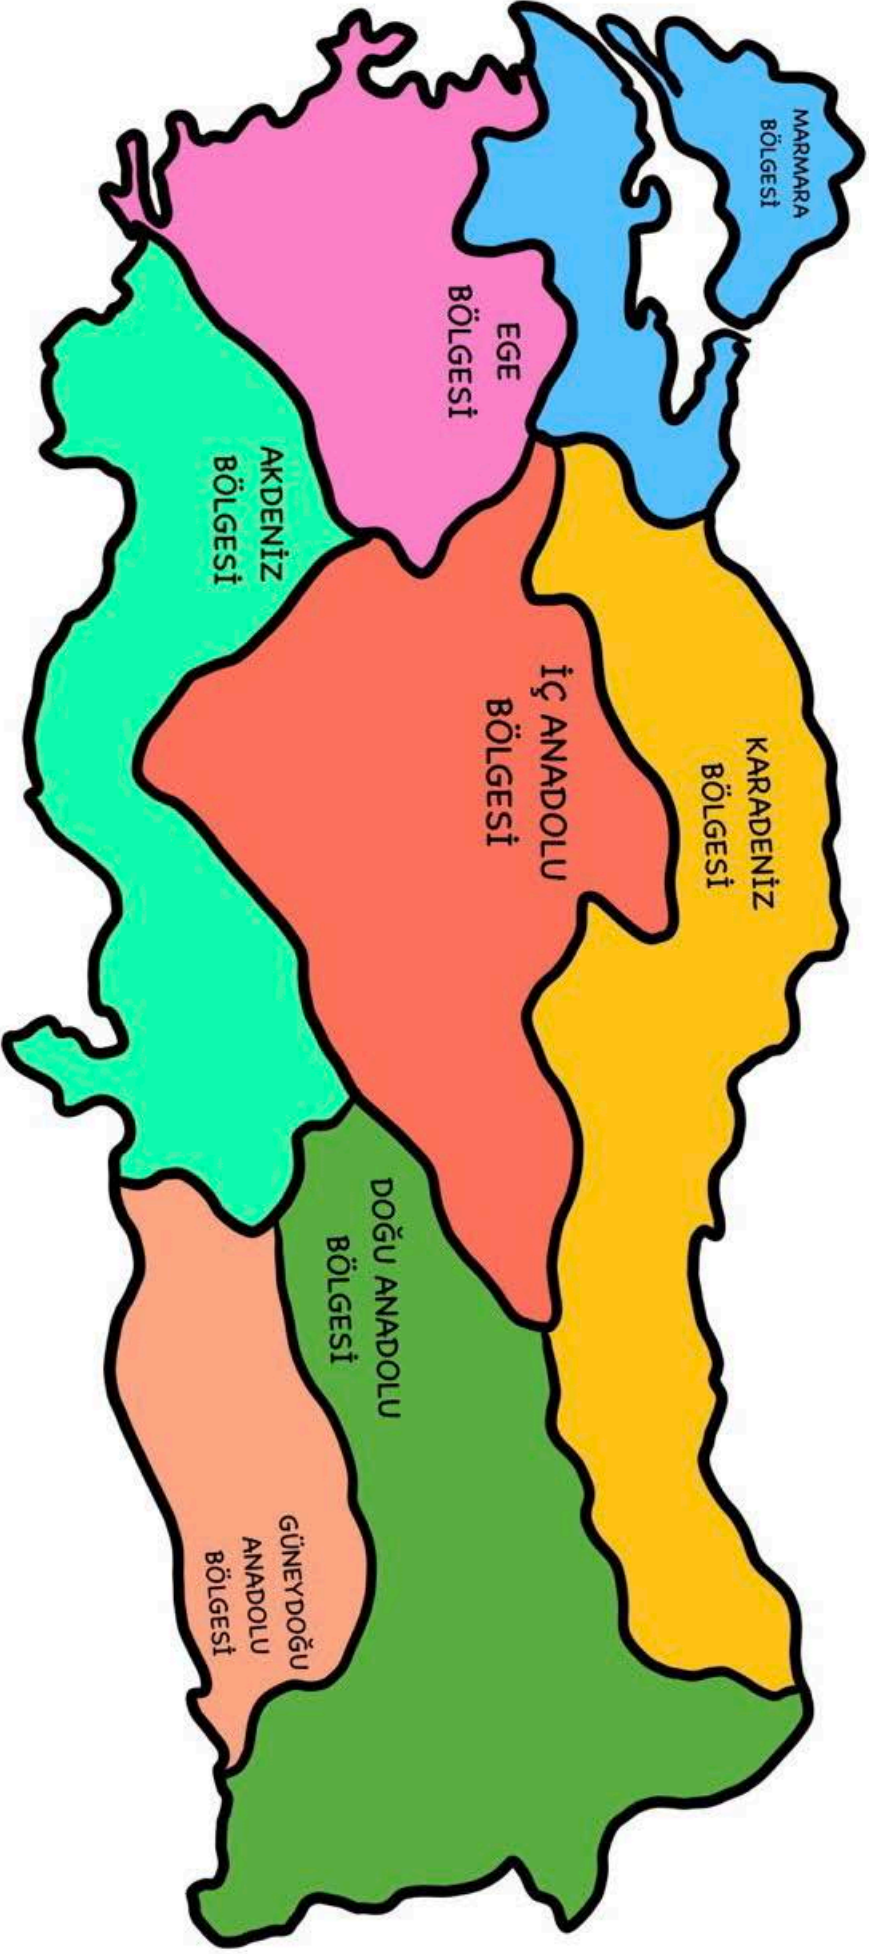 MARMARA
BÖLGESİ
EGE
BÖLGESİ
AKDENİZ
BÖLGESİ
İÇ ANADOLU
BÖLGESİ
KARADENİZ
BÖLGESİ
DOĞU ANADOLU
BÖLGESİ
GÜNEYDOĞU
ANADOLU
BÖLGESİ